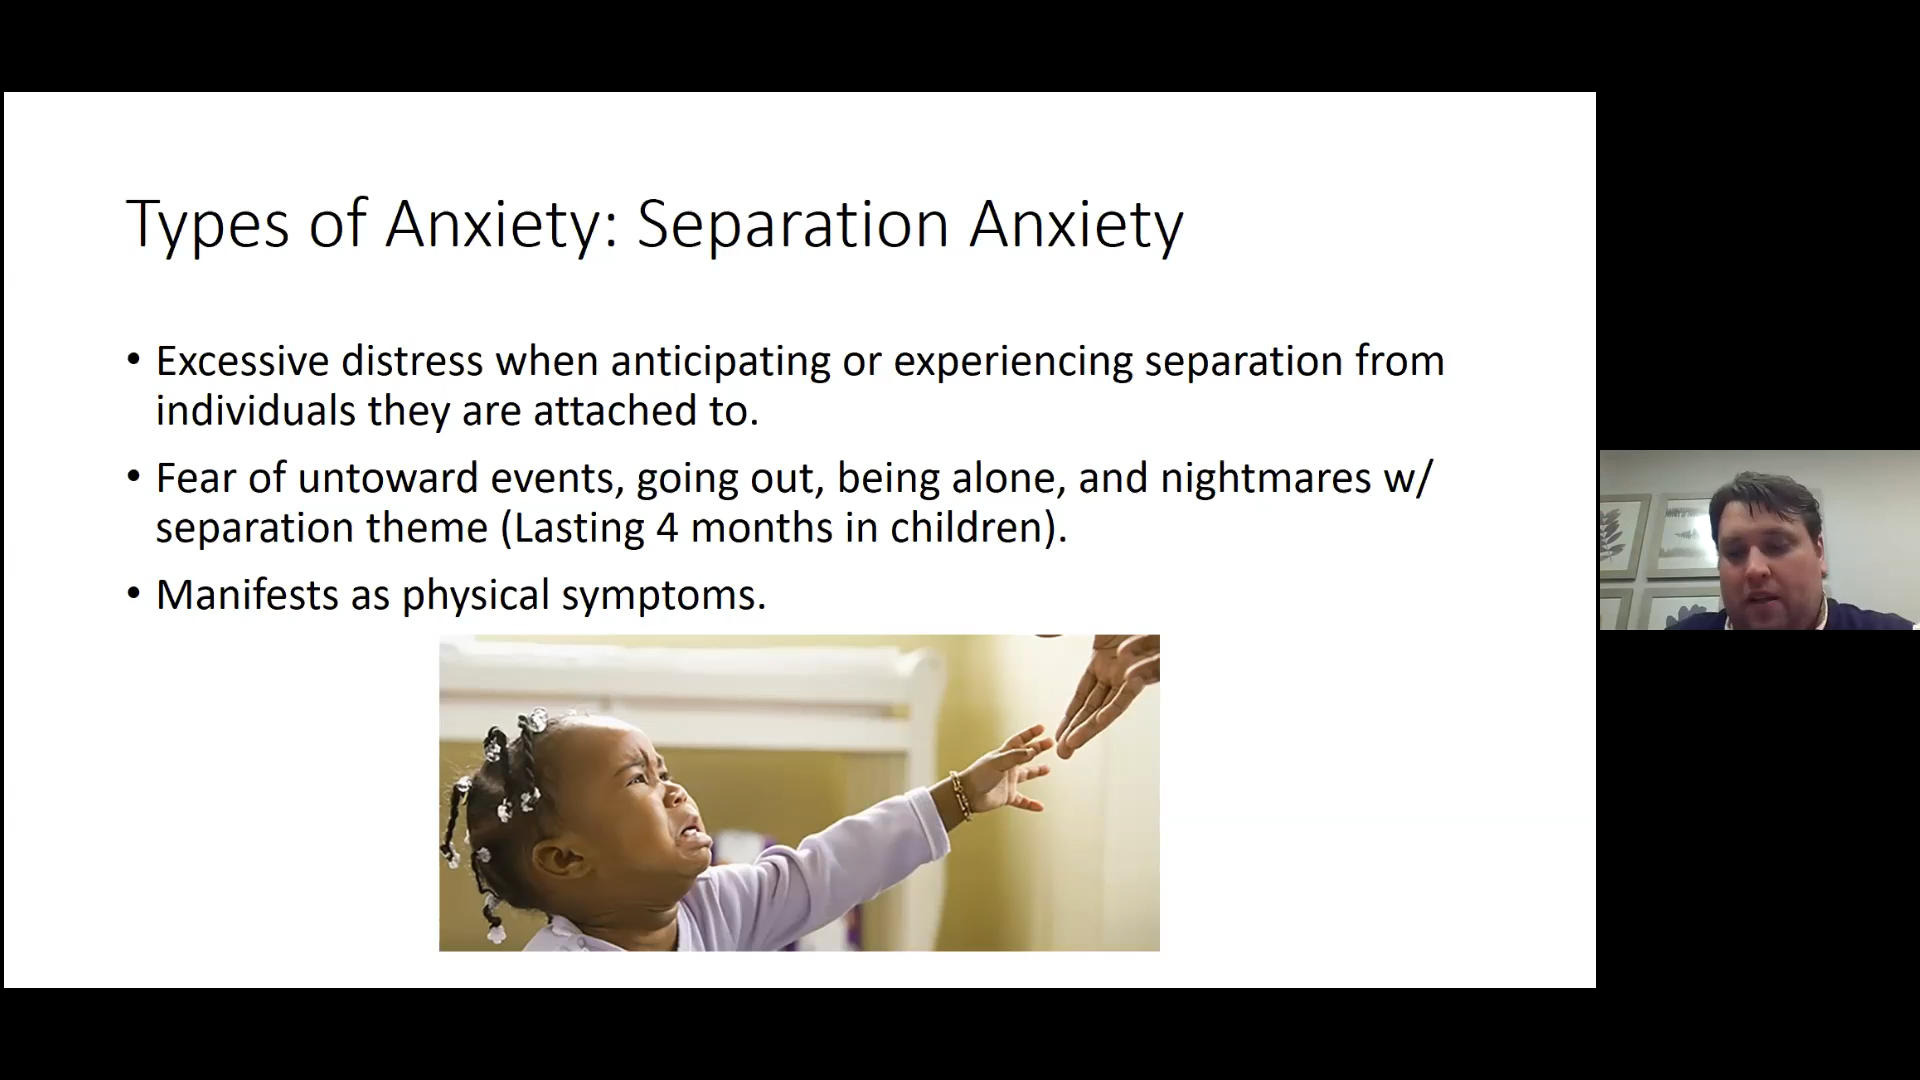 Types of Anxiety: Separation Anxiety
• Excessive distress when anticipating or experiencing separation from
individuals they are attached to.
• Fear of untoward events, going out, being alone, and nightmares w/
separation theme (Lasting 4 months in children).
• Manifests as physical symptoms.